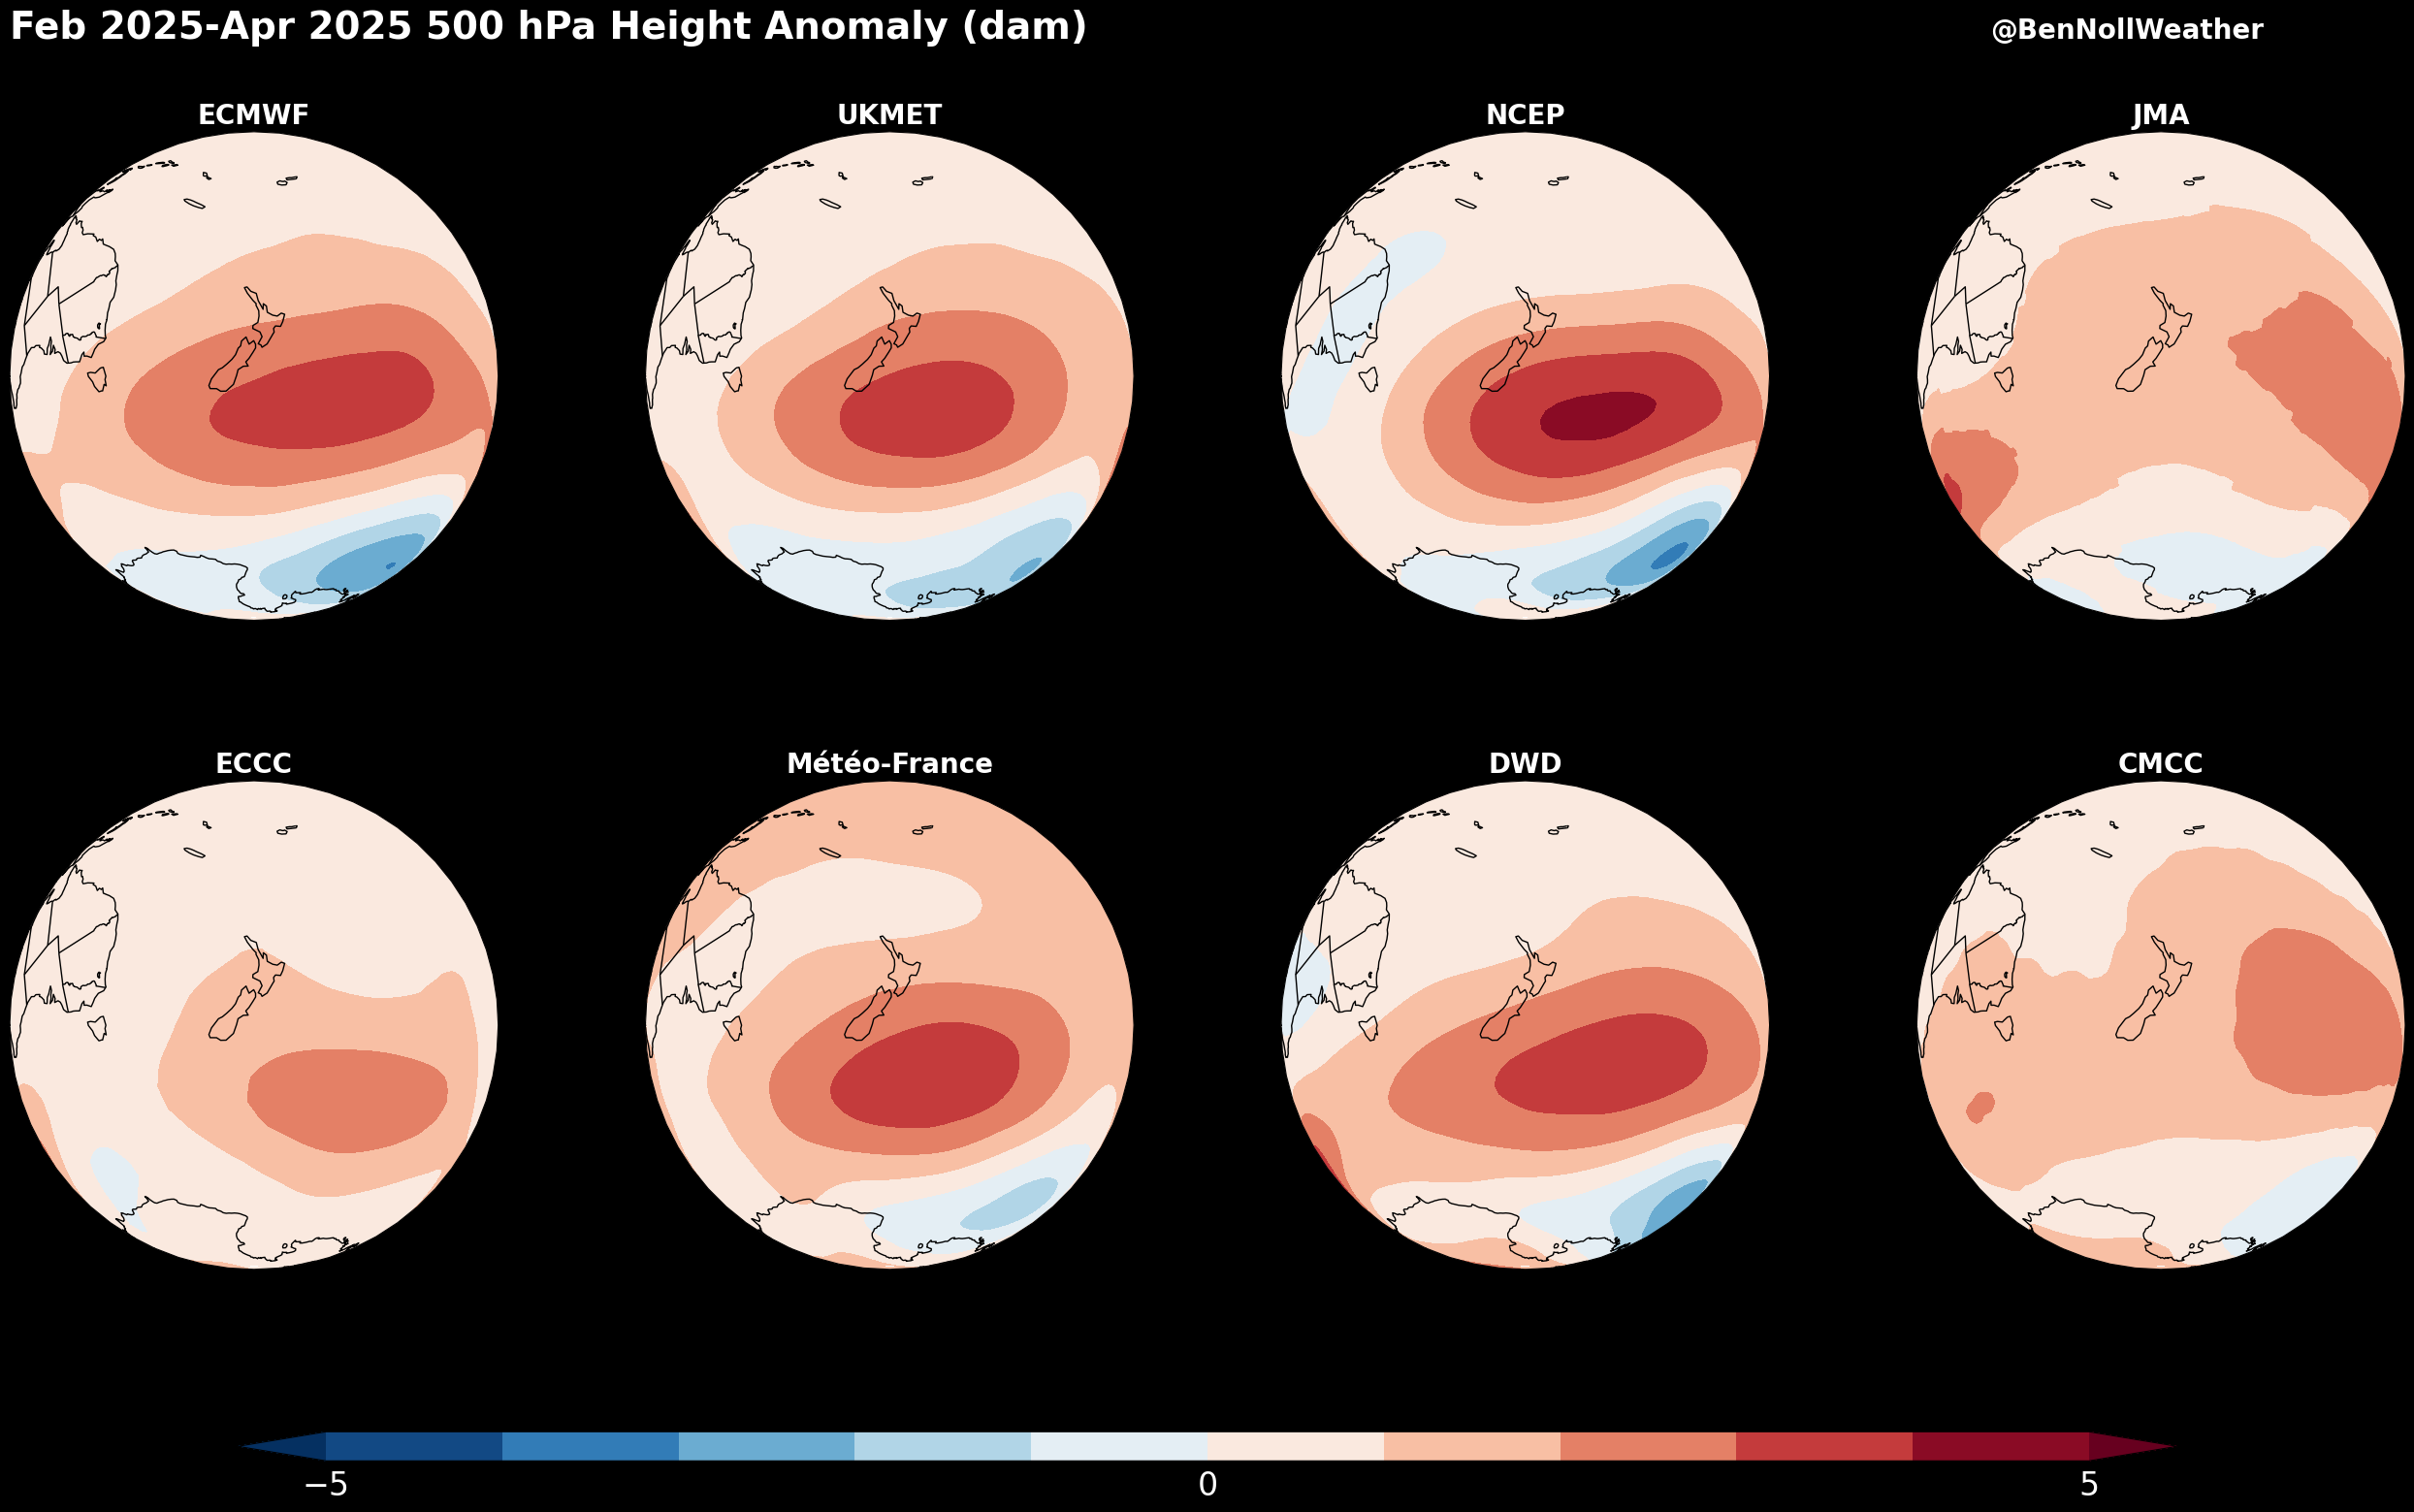 Feb 2025-Apr 2025 500 hPa Height Anomaly (dam)
@BenNollWeather
ECMWF
UKMET
NCEP
JMA
ECCC
Météo-France
DWD
CMCC
−5
0
5